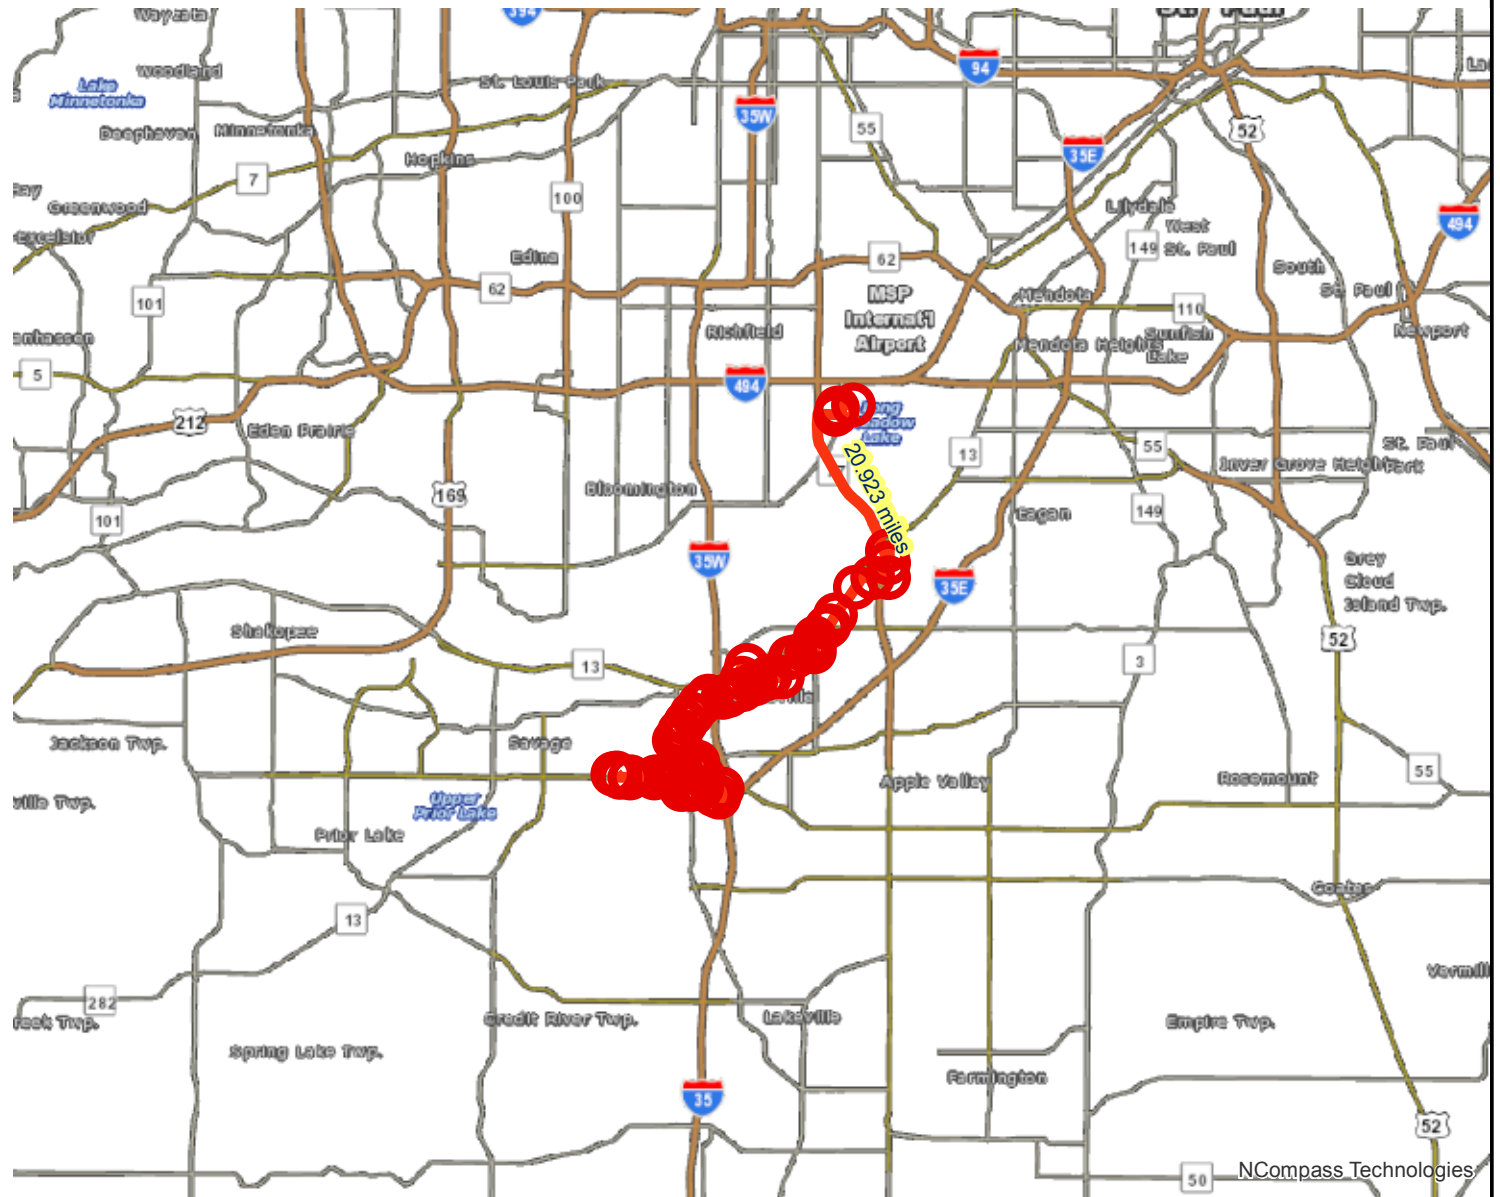 Wayzata
394
St. Paul
Woodland
St. Louis Park
94
Lake
Minnetonka
35W
Deephaven
Minnetonka
55
52
35E
Hopkins
7
100
Greenwood
Lilydale
494
Excelsior
West
St. Paul
149
Edina
62
South
St. Paul
62
101
MSP
Internat'l
Airport
Mendota
110
Richfield
Sunfish
Lake
Newport
Mendota Heights
5
494
212
Eden Prairie
Long
Meadow
Lake
55
St. Paul
Park
13
Inver Grove Heights
20.923 miles
169
Bloomington
101
Eagan
149
35W
35E
Grey
Cloud
Island Twp.
Shakopee
52
13
3
Jackson Twp.
Savage
55
Apple Valley
Rosemount
ville Twp.
Upper
Prior Lake
Prior Lake
Coates
13
282
Credit River Twp.
Lakeville
Empire Twp.
Spring Lake Twp.
Farmington
35
52
50
NCompass Technologies